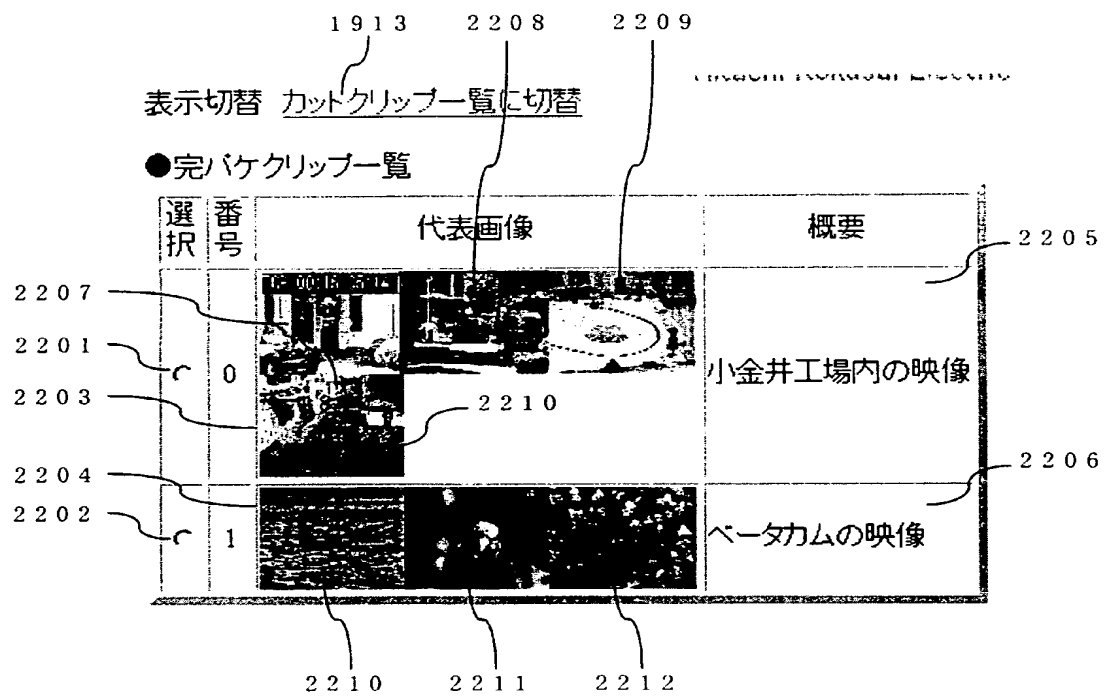 1913 2208 2209
表示切替 カットクリップ一覧に切替
●完パケクリップ一覧
選択 番号 代表画像 概要
2205
2207
2201 0 小金井工場内の映像
2203 2210
2204 2206
2202 1 ベータカムの映像
2210 2211 2212